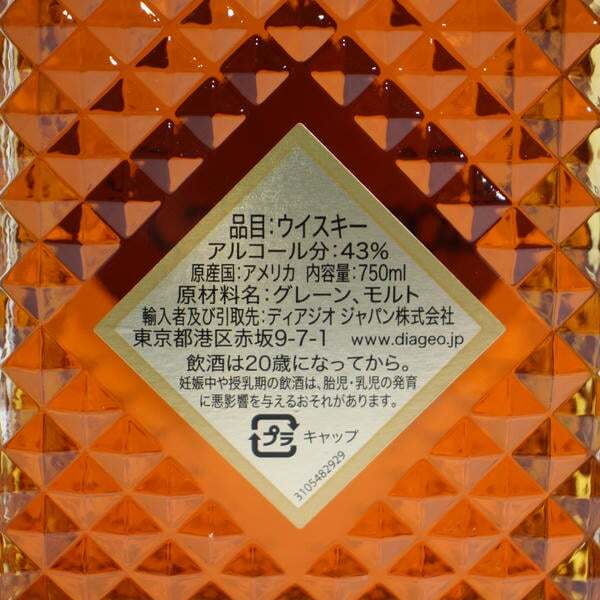 品目:ウイスキー
アルコール分:43%
原産国:アメリカ 内容量:750ml
原材料名:グレーン、モルト
輸入者及び引取先:ディアジオ ジャパン株式会社
東京都港区赤坂9-7-1 www.diageo.jp
飲酒は20歳になってから。
妊娠中や授乳期の飲酒は、胎児・乳児の発育
に悪影響を与えるおそれがあります。
プラ キャップ
3105482929